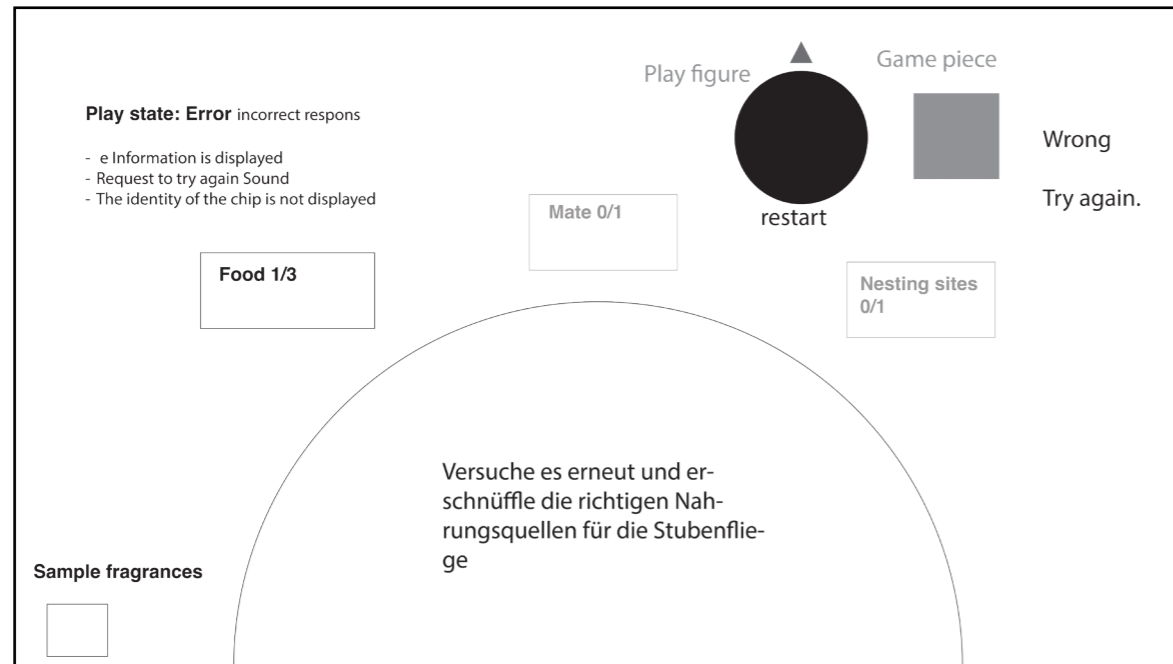 Play figure
Game piece
Play state: Error incorrect respons
- e Information is displayed
- Request to try again Sound
- The identity of the chip is not displayed
Wrong
Try again.
restart
Mate 0/1
Food 1/3
Nesting sites
0/1
Versuche es erneut und er-
schnüffle die richtigen Nah-
rungsquellen für die Stubenflie-
ge
Sample fragrances